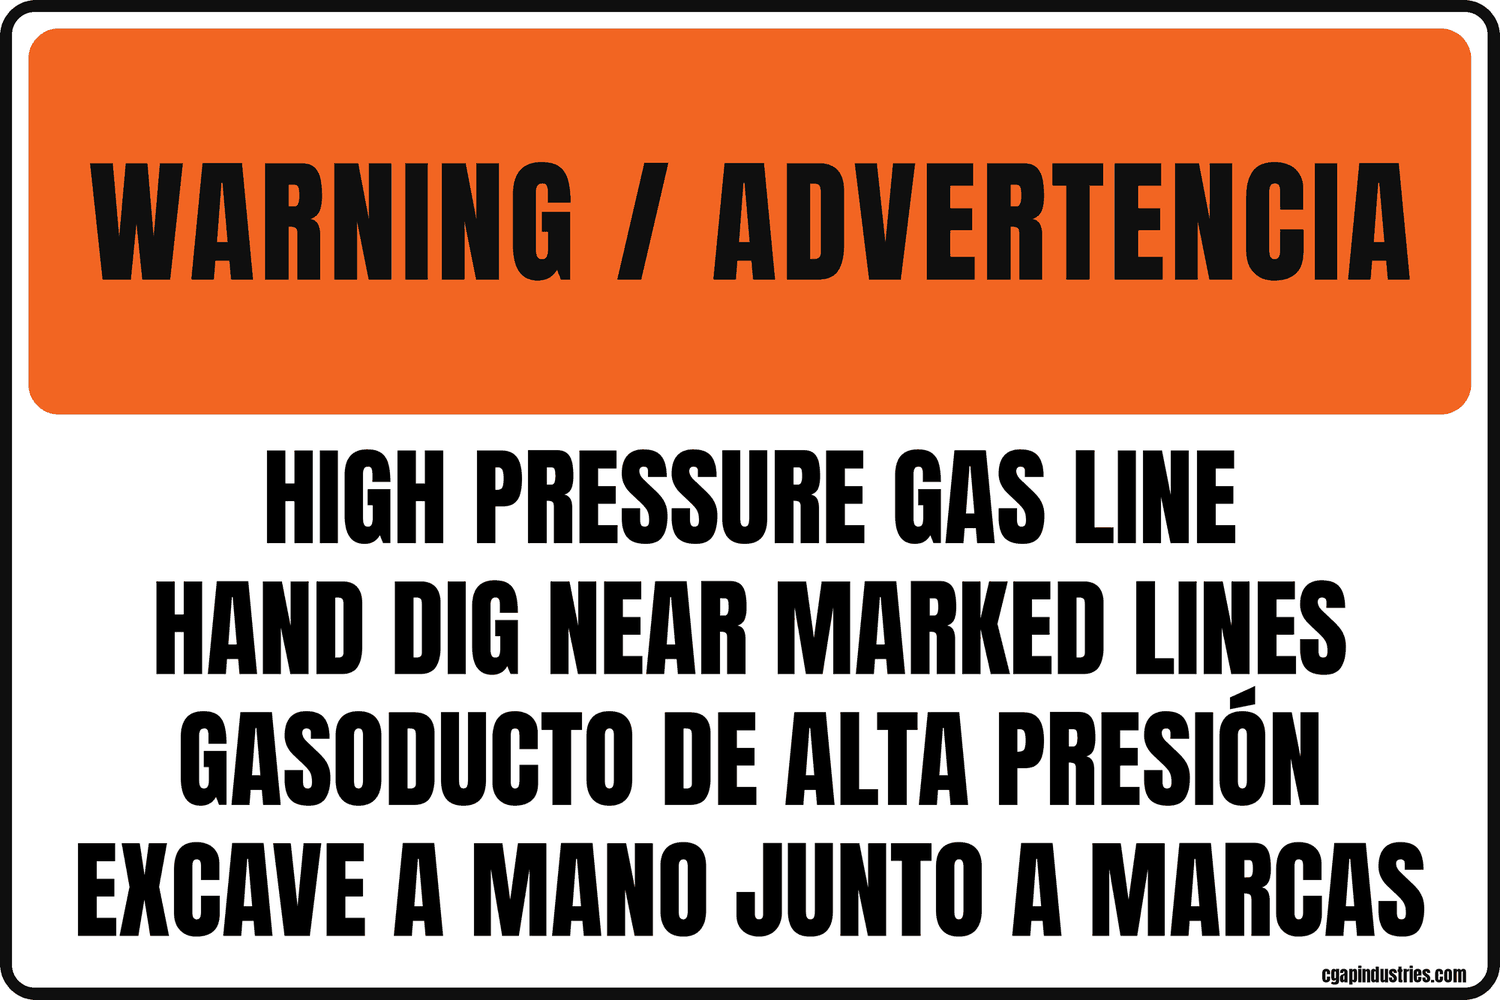 WARNING / ADVERTENCIA
HIGH PRESSURE GAS LINE
HAND DIG NEAR MARKED LINES
GASODUCTO DE ALTA PRESIÓN
EXCAVE A MANO JUNTO A MARCAS
cgapindustries.com